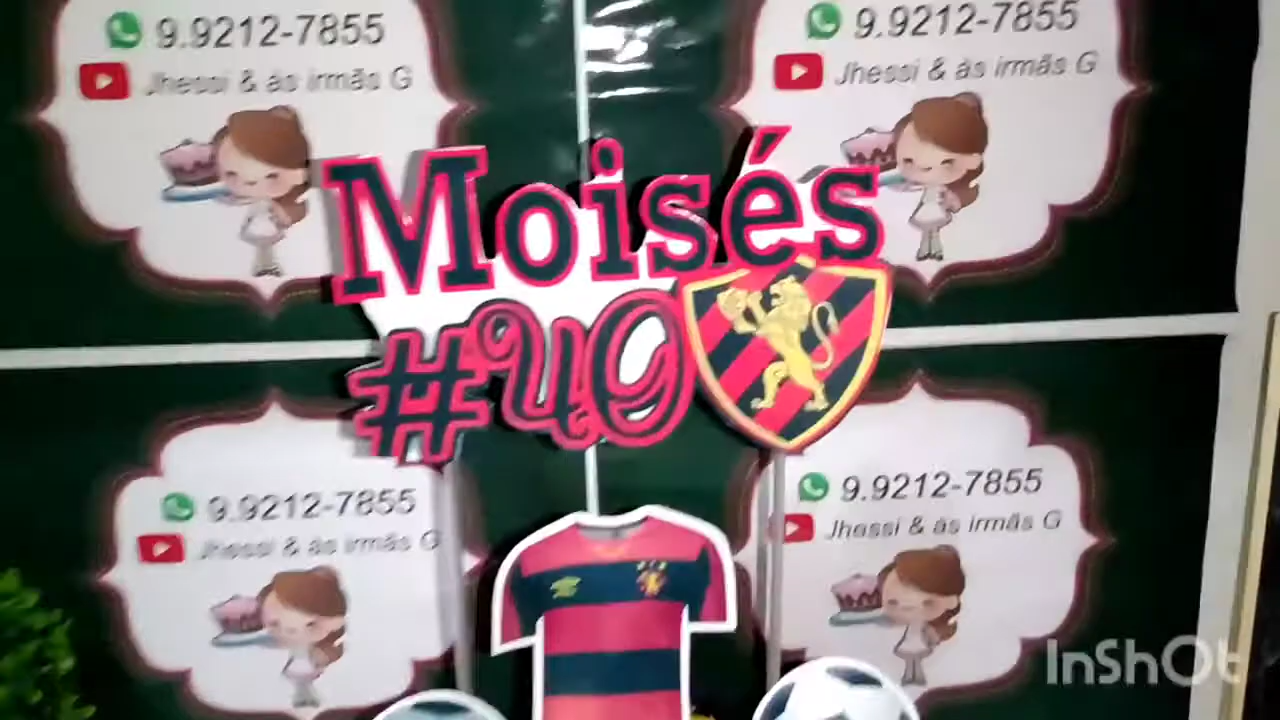 9.9212-7855
Jhessi & as irmãs G
9.9212-7855
Jhessi & as irmãs G
Moisés
#40
9.9212-7855
Jhessi & as irmãs G
9.9212-7855
Jhessi & as irmãs G
InShOt